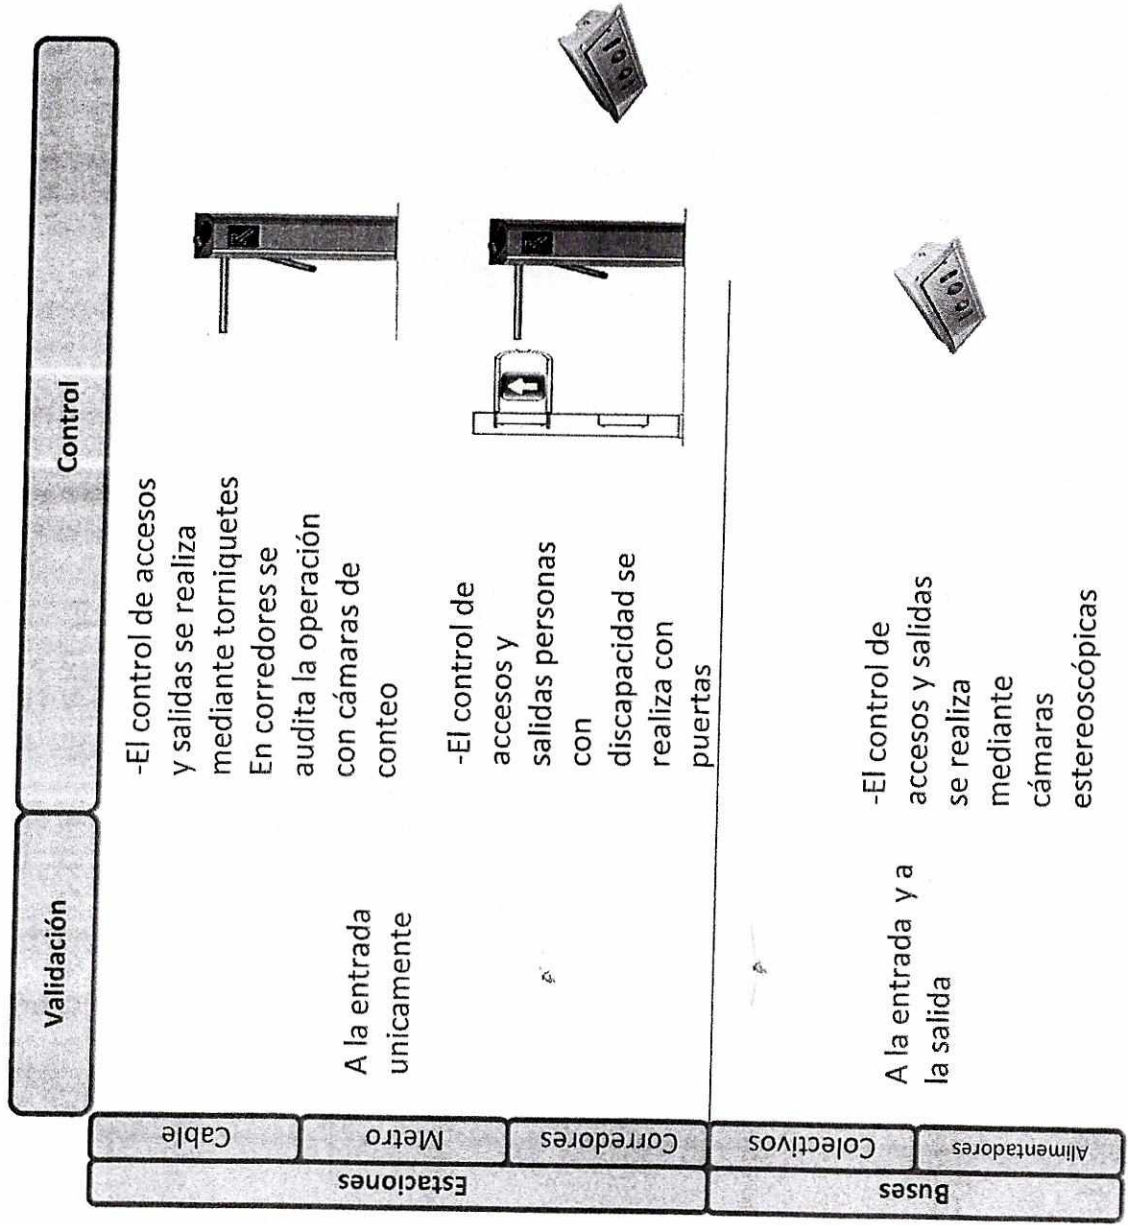 Validación
Control
Estaciones
Cable
Metro
Corredores
A la entrada
unicamente
-El control de accesos
y salidas se realiza
mediante torniquetes
En corredores se
audita la operación
con cámaras de
conteo
-El control de
accesos y
salidas personas
con
discapacidad se
realiza con
puertas
Buses
Colectivos
Alimentadores
A la entrada y a
la salida
-El control de
accesos y salidas
se realiza
mediante
cámaras
estereoscópicas